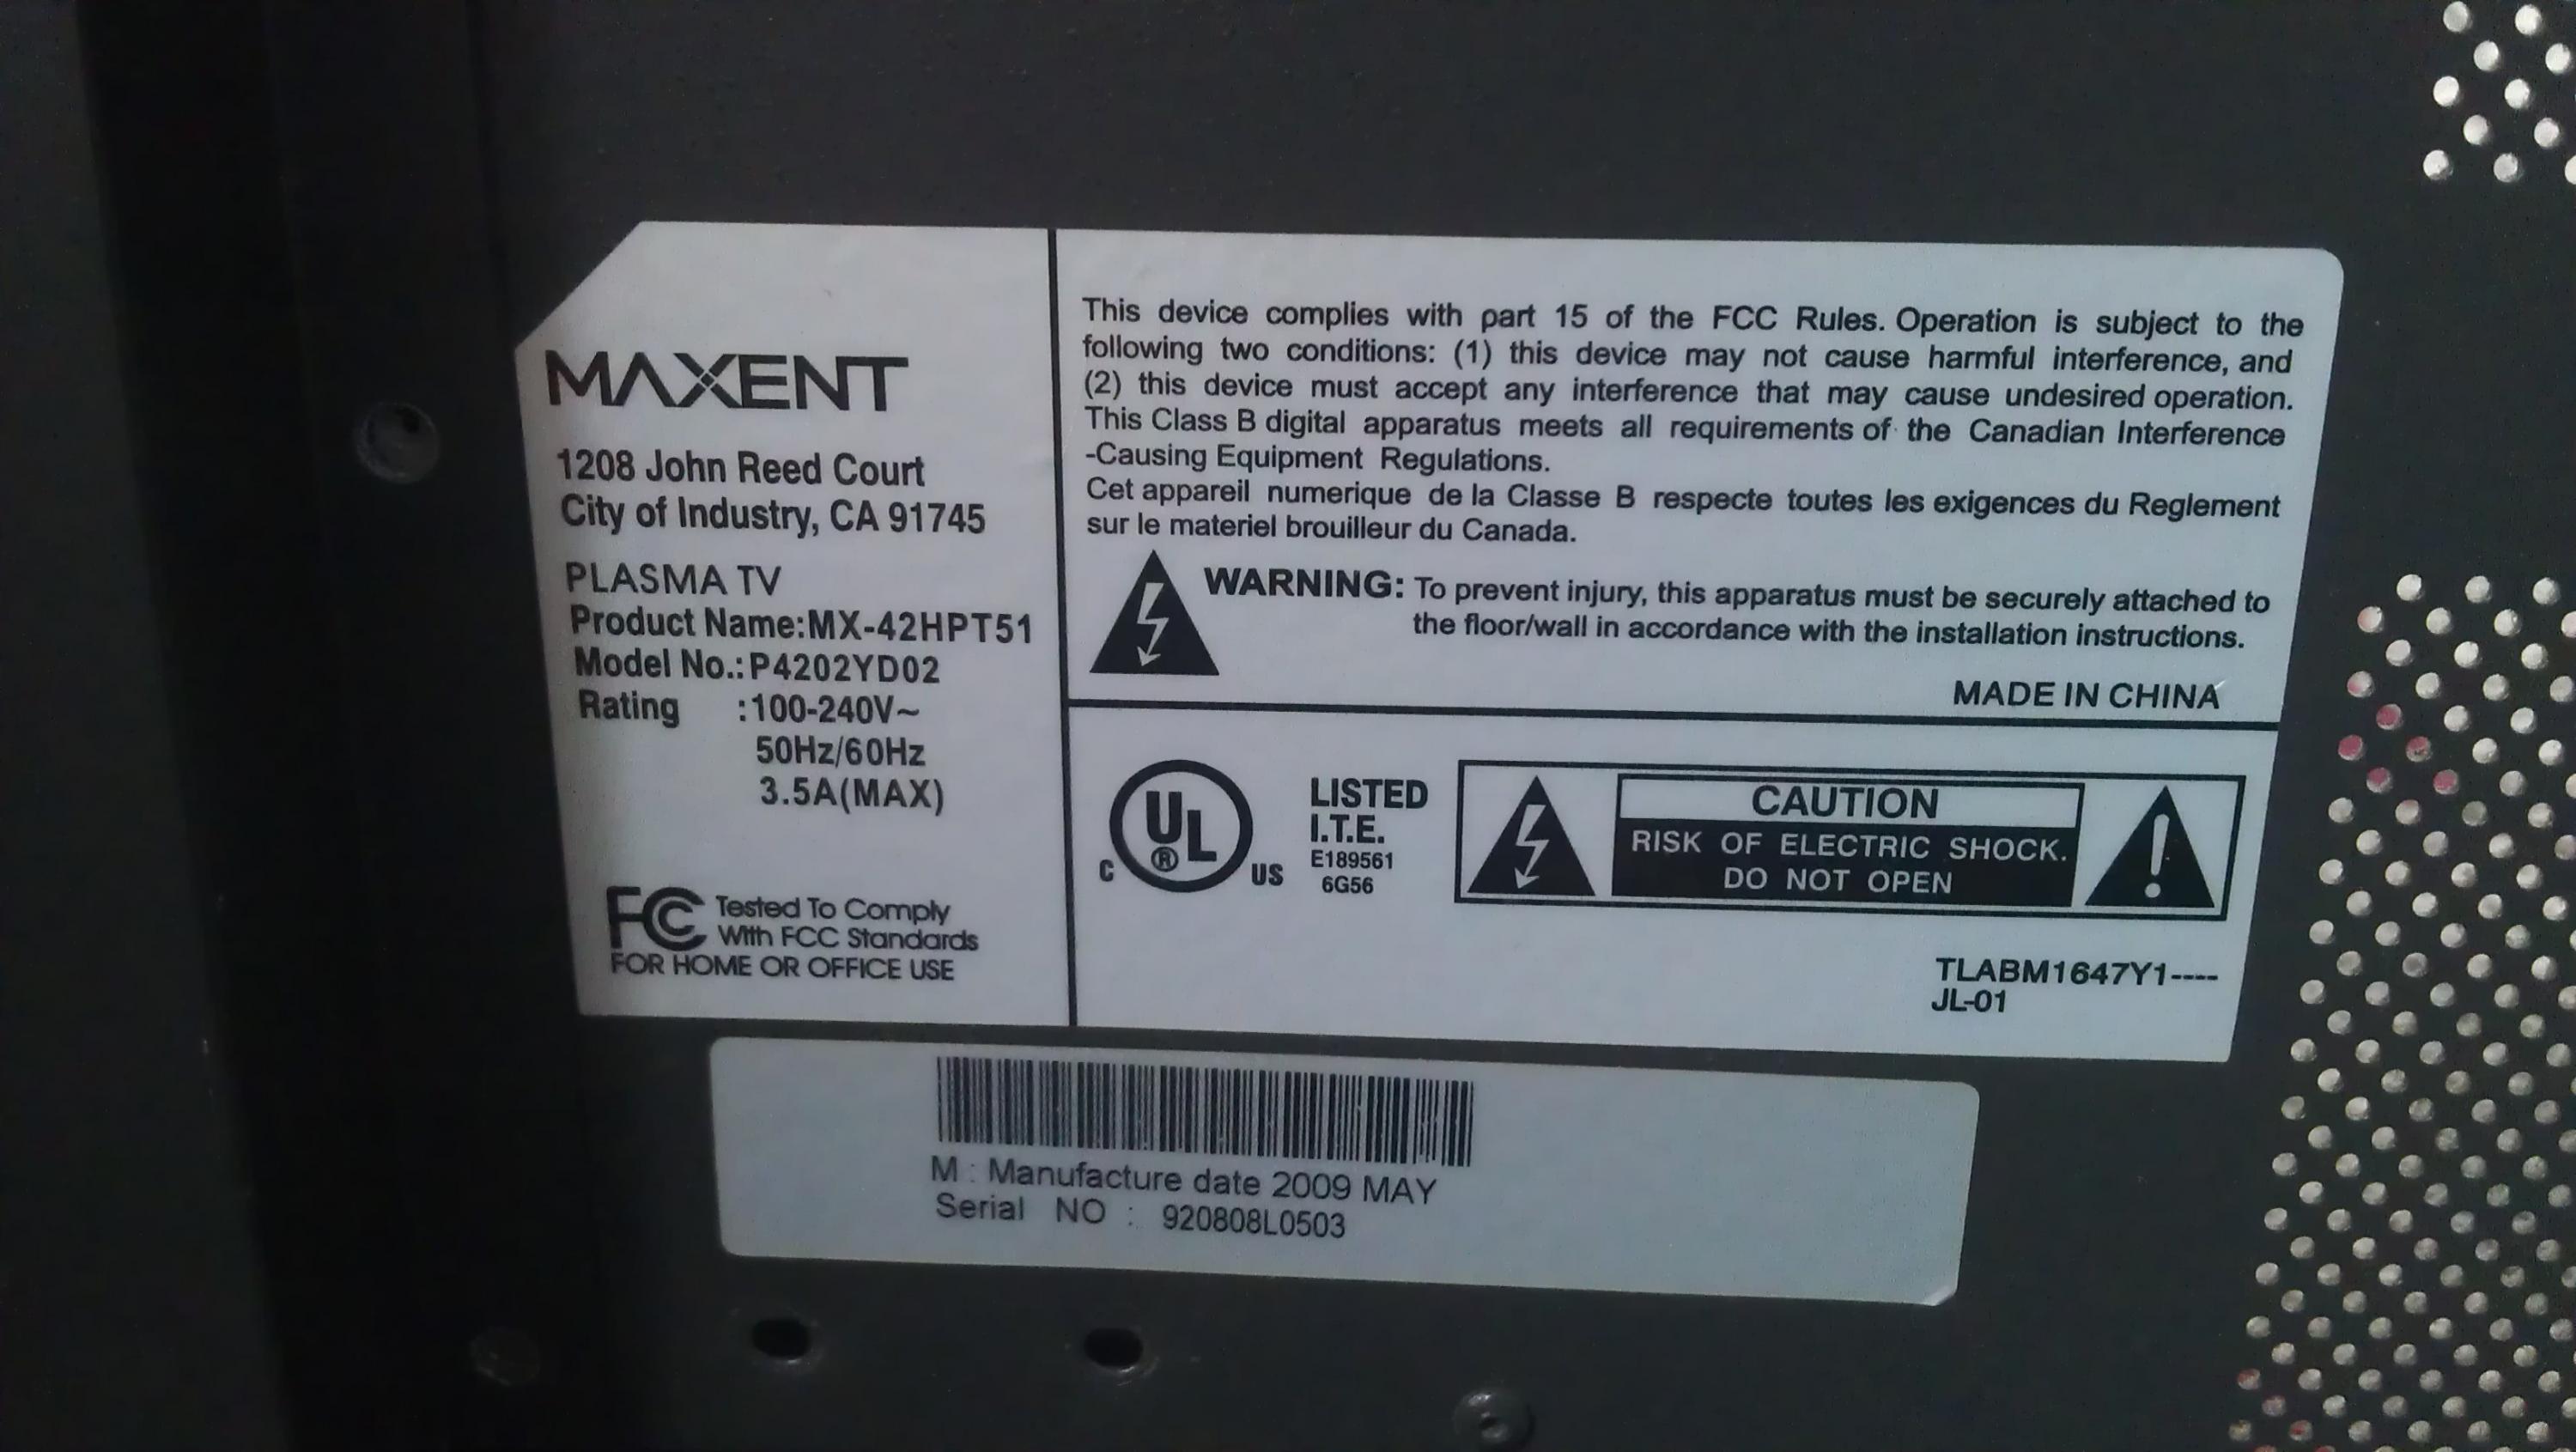 MAXENT
1208 John Reed Court
City of Industry, CA 91745
PLASMA TV
Product Name:MX-42HPT51
Model No.:P4202YD02
Rating :100-240V~
50Hz/60Hz
3.5A(MAX)
FC Tested To Comply
With FCC Standards
FOR HOME OR OFFICE USE
This device complies with part 15 of the FCC Rules. Operation is subject to the
following two conditions: (1) this device may not cause harmful interference, and
(2) this device must accept any interference that may cause undesired operation.
This Class B digital apparatus meets all requirements of the Canadian Interference
-Causing Equipment Regulations.
Cet appareil numerique de la Classe B respecte toutes les exigences du Reglement
sur le materiel brouilleur du Canada.
WARNING: To prevent injury, this apparatus must be securely attached to
the floor/wall in accordance with the installation instructions.
MADE IN CHINA
C UL ® US
LISTED
I.T.E.
E189561
6G56
CAUTION
RISK OF ELECTRIC SHOCK.
DO NOT OPEN
TLABM1647Y1----
JL-01
M : Manufacture date 2009 MAY
Serial NO : 920808L0503